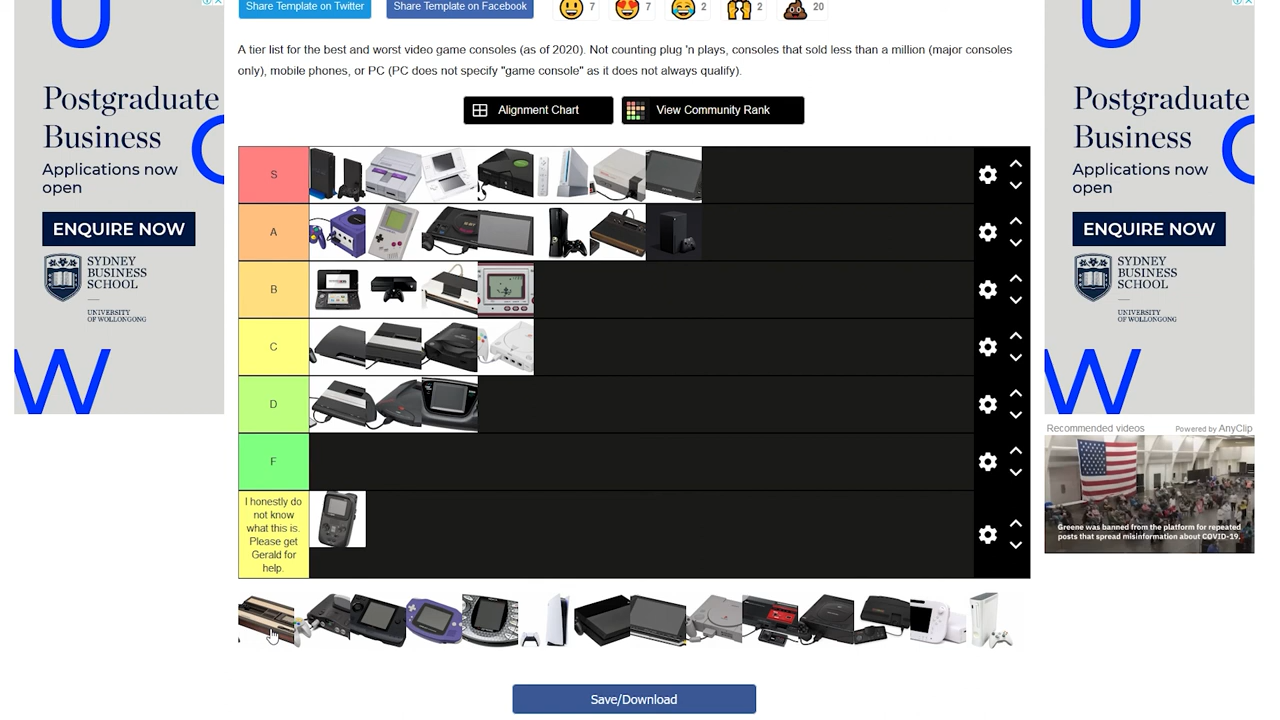 Share Template on Twitter
Share Template on Facebook
7
7
2
2
20
A tier list for the best and worst video game consoles (as of 2020). Not counting plug 'n plays, consoles that sold less than a million (major consoles
only), mobile phones, or PC (PC does not specify "game console" as it does not always qualify).
Alignment Chart
View Community Rank
S
A
B
C
D
F
I honestly do
not know
what this is.
Please get
Gerald for
help.
Save/Download
U
Postgraduate
Business
Applications now
open
ENQUIRE NOW
SYDNEY
BUSINESS
SCHOOL
UNIVERSITY
OF WOLLONGONG
W
U
Postgraduate
Business
Applications now
open
ENQUIRE NOW
SYDNEY
BUSINESS
SCHOOL
UNIVERSITY
OF WOLLONGONG
W
Recommended videos
Powered by AnyClip
Greene was banned from the platform for repeated
posts that spread misinformation about COVID-19.